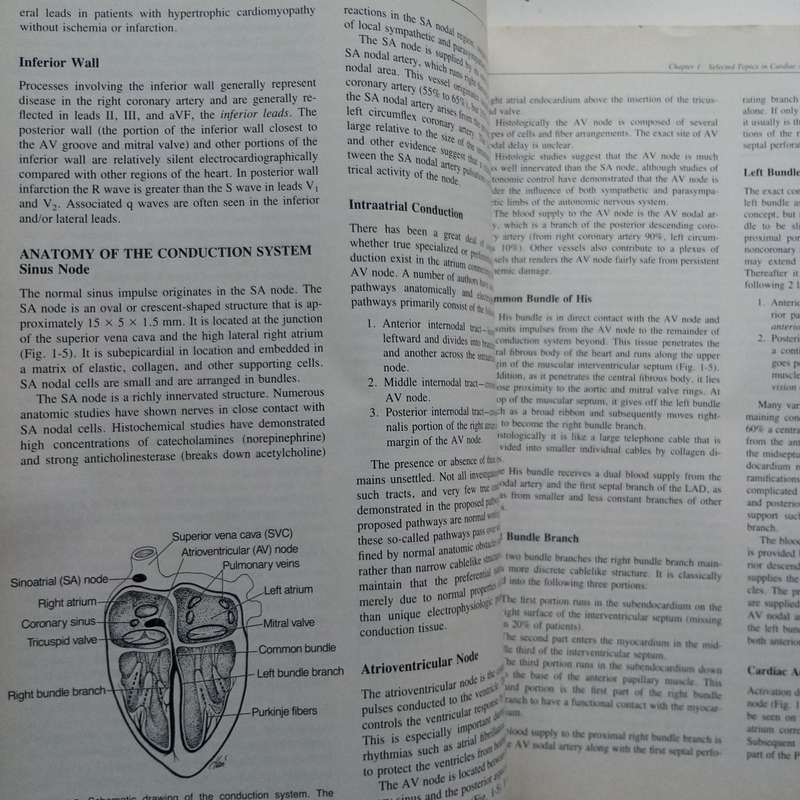 eral leads in patients with hypertrophic cardiomyopathy
without ischemia or infarction.
Inferior Wall
Processes involving the inferior wall generally represent
disease in the right coronary artery and are generally re-
flected in leads II, III, and aVF, the inferior leads. The
posterior wall (the portion of the inferior wall closest to
the AV groove and mitral valve) and other portions of the
inferior wall are relatively silent electrocardiographically
compared with other regions of the heart. In posterior wall
infarction the R wave is greater than the S wave in leads V1
and V2. Associated q waves are often seen in the inferior
and/or lateral leads.
ANATOMY OF THE CONDUCTION SYSTEM
Sinus Node
The normal sinus impulse originates in the SA node. The
SA node is an oval or crescent-shaped structure that is ap-
proximately 15 × 5 × 1.5 mm. It is located at the junction
of the superior vena cava and the high lateral right atrium
(Fig. 1-5). It is subepicardial in location and embedded in
a matrix of elastic, collagen, and other supporting cells.
SA nodal cells are small and are arranged in bundles.
The SA node is a richly innervated structure. Numerous
anatomic studies have shown nerves in close contact with
SA nodal cells. Histochemical studies have demonstrated
high concentrations of catecholamines (norepinephrine)
and strong anticholinesterase (breaks down acetylcholine)
Superior vena cava (SVC)
Atrioventricular (AV) node
Pulmonary veins
Sinoatrial (SA) node
Left atrium
Right atrium
Coronary sinus
Mitral valve
Tricuspid valve
Common bundle
Left bundle branch
Right bundle branch
Purkinje fibers
Schematic drawing of the conduction system. The
reactions in the SA nodal region
of local sympathetic and
The SA node is supplied by the
SA nodal artery, which runs
nodal area. This vessel originates
coronary artery (55% to 65%),
the SA nodal artery arises from the
left circumflex coronary artery.
large relative to the size of the
and other evidence suggest
tween the SA nodal artery
trical activity of the node.
Intraatrial Conduction
There has been a great deal of
whether true specialized or
duction exist in the atrium
AV node. A number of authors
pathways anatomically and
pathways primarily consist of the
1. Anterior internodal tract—
leftward and divides into
and another across the
node.
2. Middle internodal tract—
AV node.
3. Posterior internodal tract—
nalis portion of the right
margin of the AV node.
The presence or absence of
mains unsettled. Not all
such tracts, and very few true
demonstrated in the proposed
proposed pathways are normal
these so-called pathways pass
fined by normal anatomic obstacles
rather than narrow cablelike
maintain that the preferential
merely due to normal properties
than unique electrophysiologic
conduction tissue.
Atrioventricular Node
The atrioventricular node is the
pulses conducted to the ventricle
controls the ventricular response
This is especially important
rhythmias such as atrial
to protect the ventricles from
The AV node is located
sinus and the posterior
Chapter 1 Selected Topics in Cardiac
ght atrial endocardium above the insertion of the tricus-
d valve.
Histologically the AV node is composed of several
pes of cells and fiber arrangements. The exact site of AV
odal delay is unclear.
Histologic studies suggest that the AV node is much
s well innervated than the SA node, although studies of
tonomic control have demonstrated that the AV node is
der the influence of both sympathetic and parasympa-
tic limbs of the autonomic nervous system.
The blood supply to the AV node is the AV nodal ar-
y, which is a branch of the posterior descending coro-
y artery (from right coronary artery 90%, left circum-
10%). Other vessels also contribute to a plexus of
sels that renders the AV node fairly safe from persistent
hemic damage.
mmon Bundle of His
His bundle is in direct contact with the AV node and
smits impulses from the AV node to the remainder of
conduction system beyond. This tissue penetrates the
ral fibrous body of the heart and runs along the upper
gin of the muscular interventricular septum (Fig. 1-5).
ddition, as it penetrates the central fibrous body, it lies
ose proximity to the aortic and mitral valve rings. At
op of the muscular septum, it gives off the left bundle
ch as a broad ribbon and subsequently moves right-
to become the right bundle branch.
istologically it is like a large telephone cable that is
vided into smaller individual cables by collagen di-
His bundle receives a dual blood supply from the
nodal artery and the first septal branch of the LAD, as
as from smaller and less constant branches of other
s.
Bundle Branch
two bundle branches the right bundle branch main-
more discrete cablelike structure. It is classically
d into the following three portions:
The first portion runs in the subendocardium on the
ight surface of the interventricular septum (missing
n 20% of patients).
The second part enters the myocardium in the mid-
le third of the interventricular septum.
he third portion runs in the subendocardium down
the base of the anterior papillary muscle. This
hird portion is the first part of the right bundle
ranch to have a functional contact with the myocar-
ium.
blood supply to the proximal right bundle branch is
e AV nodal artery along with the first septal perfo-
rating branch
alone. If only
it usually is th
tions of the r
septal perfora
Left Bundle
The exact con
left bundle as
concept, but
dle to be sli
proximal por
noncoronary
may extend
Thereafter it
following 2 l
1. Anteri
rior pa
anterio
2. Posteri
a conti
goes p
muscle
vision
Many var
maining con
60% a centra
from the ant
the midseptu
docardium r
ramifications
complicated
and posterior
support such
branch.
The blood
is provided b
rior descend
supplies the
cles. The pr
are supplied
AV nodal a
the left bund
both anterior
Cardiac A
Activation d
node (Fig. 1
be seen on
atrium corre
Subsequent
part of the P